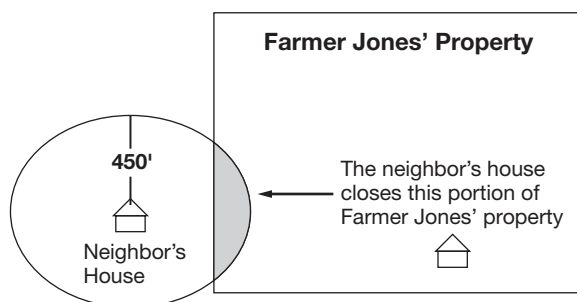 Farmer Jones’ Property
450'
The neighbor’s house
closes this portion of
Farmer Jones’ property
Neighbor’s
House